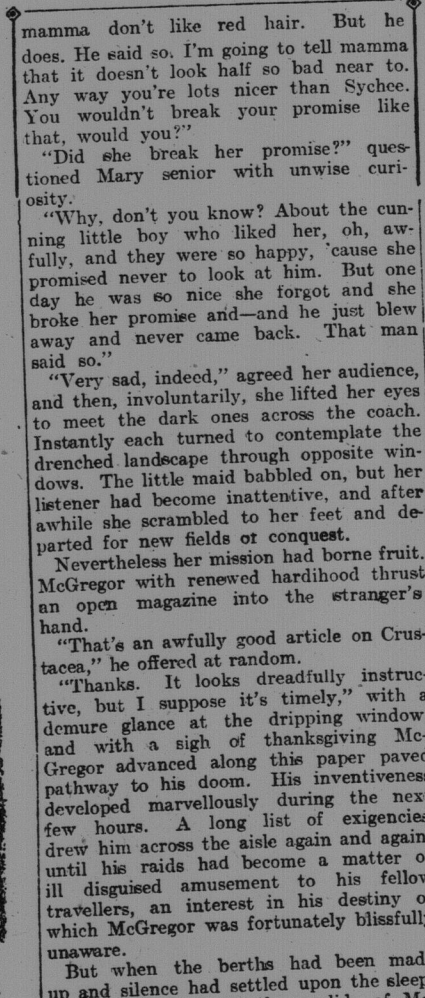 mamma don't like red hair. But he
does. He said so. I'm going to tell mamma
that it doesn't look half so bad near to.
Any way you're lots nicer than Sychee.
You wouldn't break your promise like
that, would you?"
"Did she break her promise?" ques-
tioned Mary senior with unwise curi-
osity.
"Why, don't you know? About the cun-
ning little boy who liked her, oh, aw-
fully, and they were so happy, 'cause she
promised never to look at him. But one
day he was so nice she forgot and she
broke her promise and—and he just blew
away and never came back. That man
said so."
"Very sad, indeed," agreed her audience,
and then, involuntarily, she lifted her eyes
to meet the dark ones across the coach.
Instantly each turned to contemplate the
drenched landscape through opposite win-
dows. The little maid babbled on, but her
listener had become inattentive, and after
awhile she scrambled to her feet and de-
parted for new fields of conquest.
Nevertheless her mission had borne fruit.
McGregor with renewed hardihood thrust
an open magazine into the stranger's
hand.
"That's an awfully good article on Crus-
tacea," he offered at random.
"Thanks. It looks dreadfully instruc-
tive, but I suppose it's timely," with a
demure glance at the dripping window
and with a sigh of thanksgiving Mc-
Gregor advanced along this paper paved
pathway to his doom. His inventiveness
developed marvellously during the nex
few hours. A long list of exigencies
drew him across the aisle again and again
until his raids had become a matter o
ill disguised amusement to his fellow
travellers, an interest in his destiny o
which McGregor was fortunately blissfull
unaware.
But when the berths had been mad
up and silence had settled upon the sleep